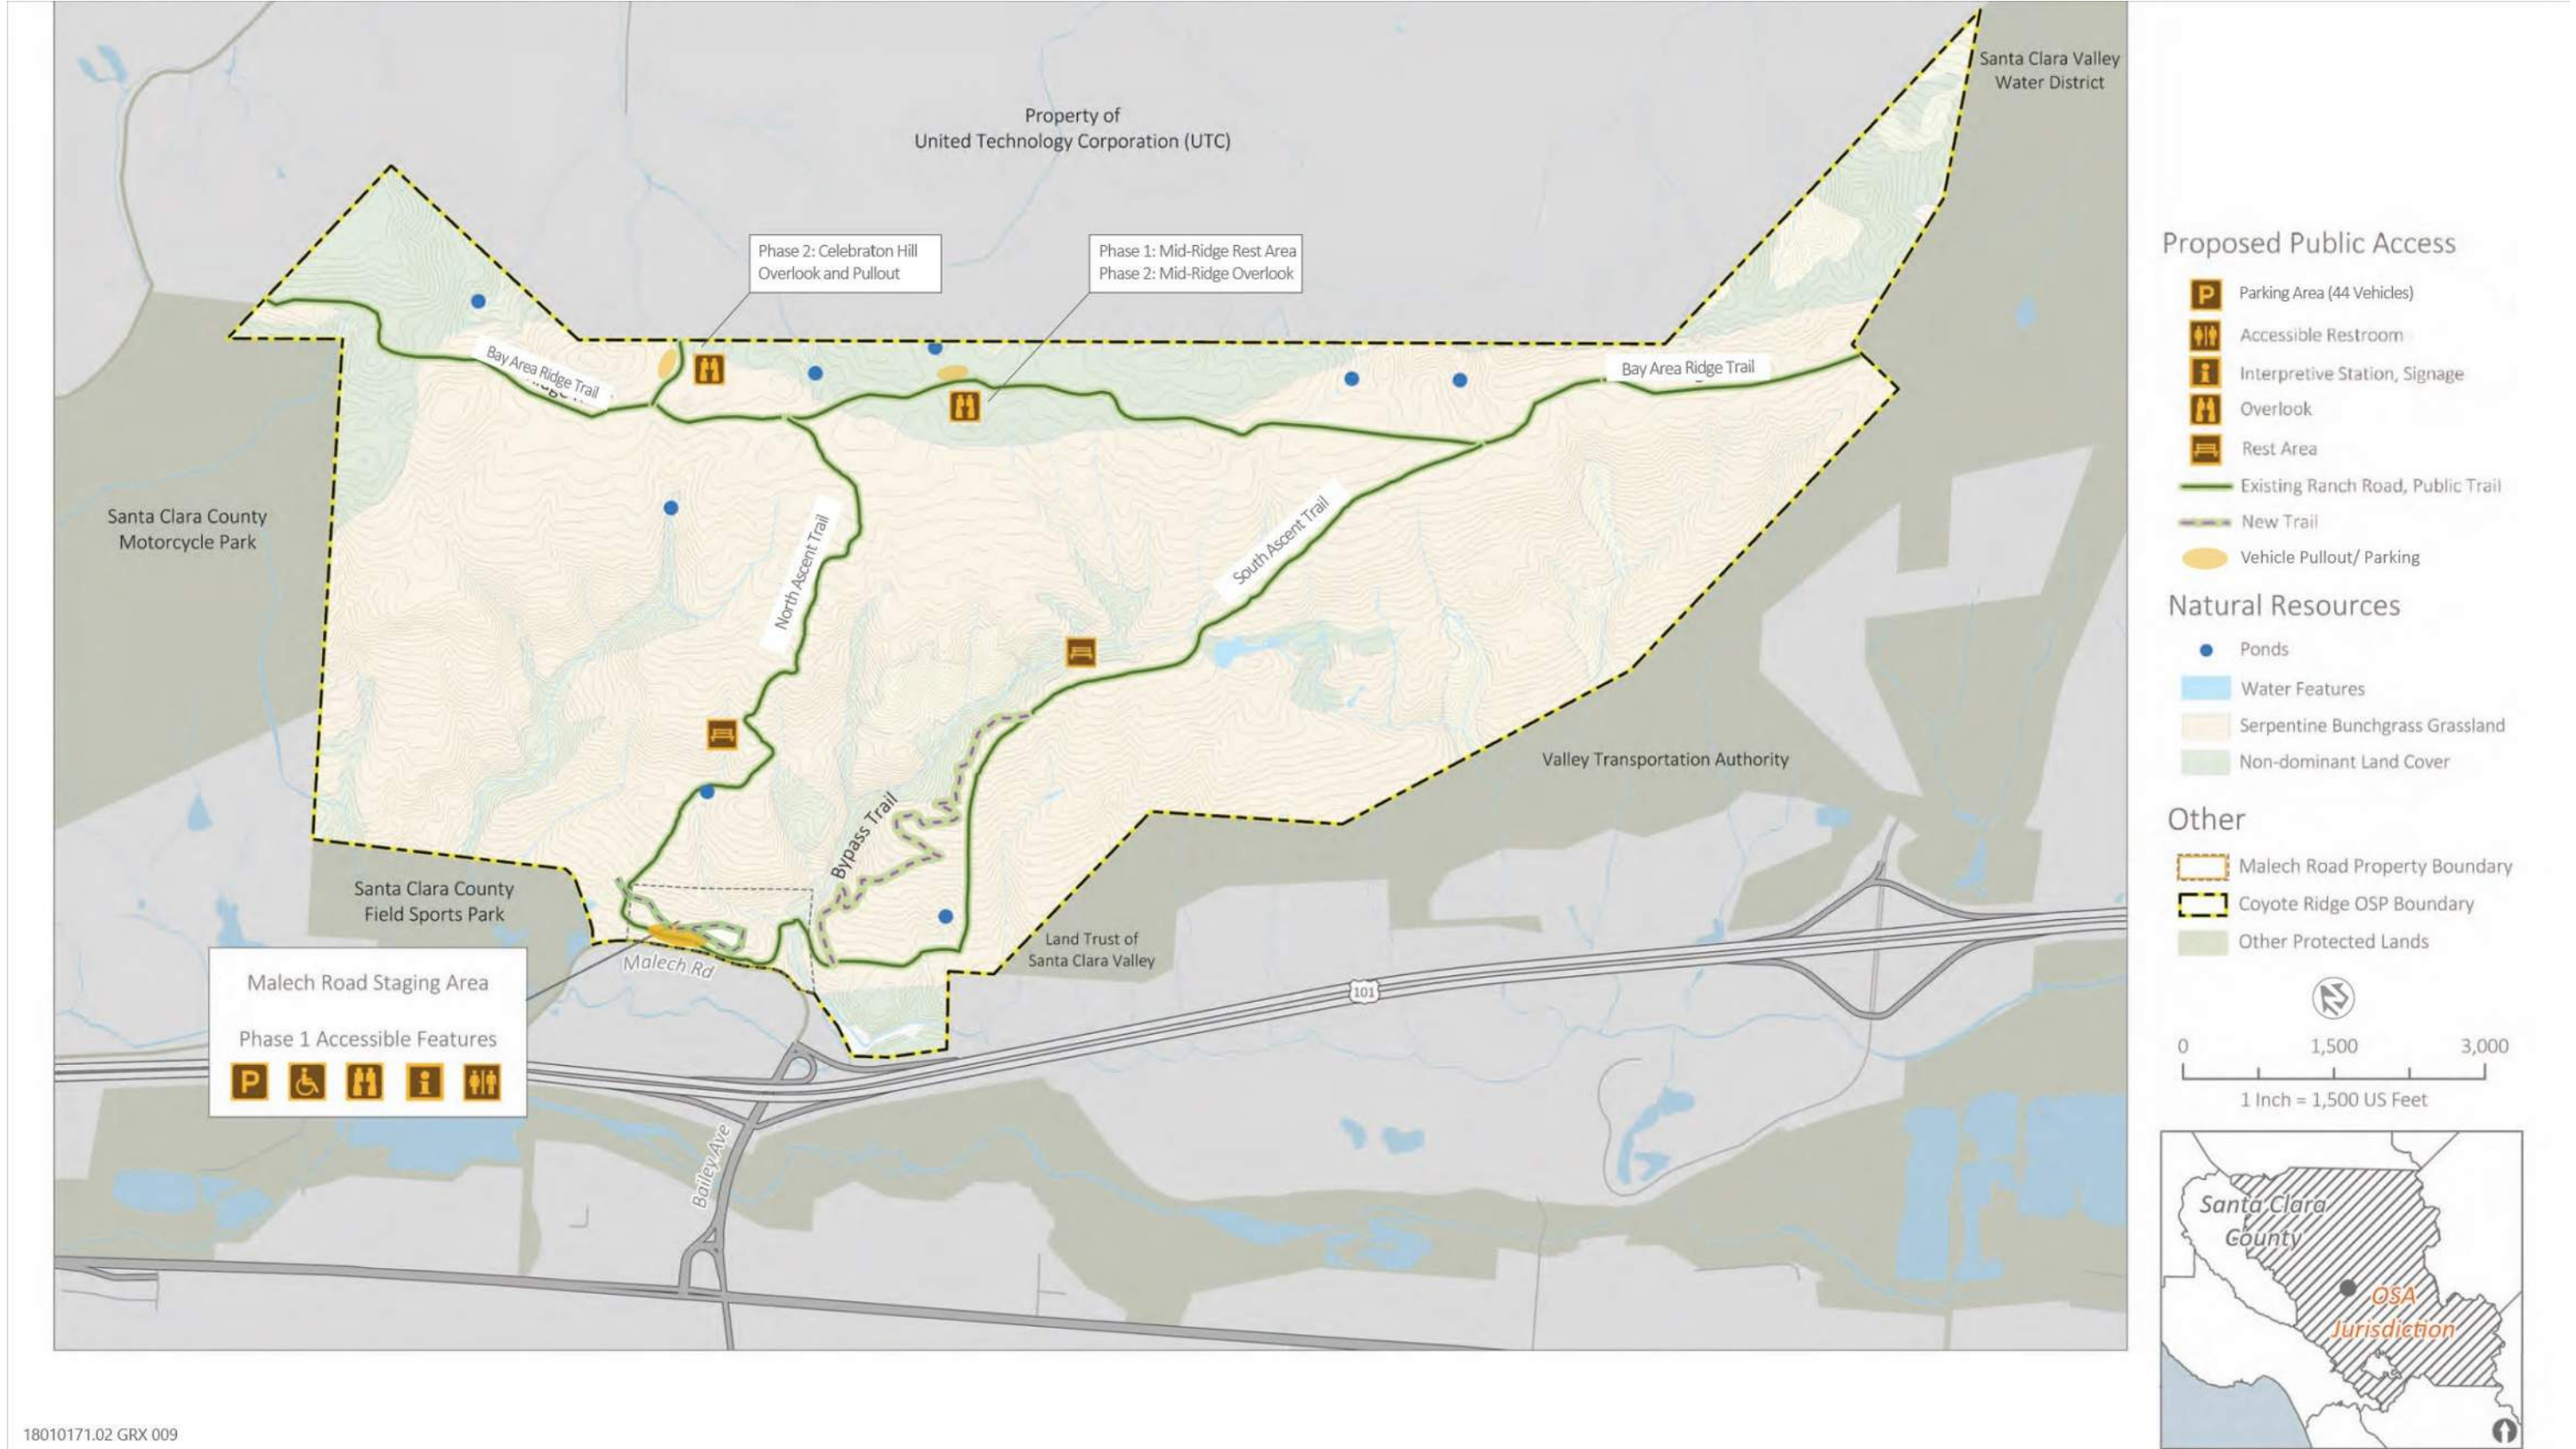 Santa Clara Valley
Water District
Property of
United Technology Corporation (UTC)
Phase 2: Celebraton Hill
Overlook and Pullout
Phase 1: Mid-Ridge Rest Area
Phase 2: Mid-Ridge Overlook
Bay Area Ridge Trail
Bay Area Ridge Trail
Santa Clara County
Motorcycle Park
North Ascent Trail
South Ascent Trail
Bypass Trail
Valley Transportation Authority
Santa Clara County
Field Sports Park
Land Trust of
Santa Clara Valley
Malech Rd
101
Malech Road Staging Area
Phase 1 Accessible Features
P
i
Bailey Ave
Proposed Public Access
P Parking Area (44 Vehicles)
Accessible Restroom
i Interpretive Station, Signage
Overlook
Rest Area
Existing Ranch Road, Public Trail
New Trail
Vehicle Pullout/ Parking
Natural Resources
Ponds
Water Features
Serpentine Bunchgrass Grassland
Non-dominant Land Cover
Other
Malech Road Property Boundary
Coyote Ridge OSP Boundary
Other Protected Lands
N
0 1,500 3,000
1 Inch = 1,500 US Feet
Santa Clara
County
OSA
Jurisdiction
18010171.02 GRX 009